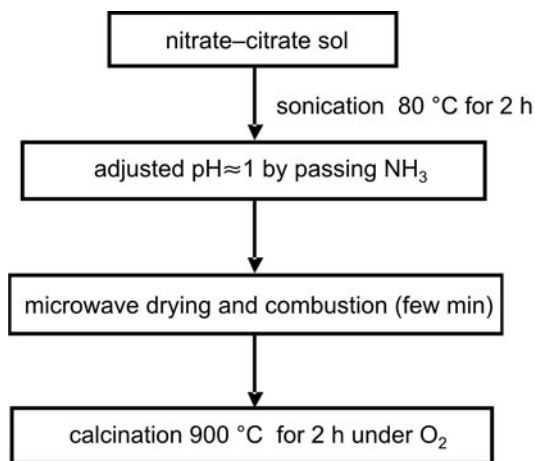 nitrate–citrate sol
sonication 80 °C for 2 h
adjusted pH≈1 by passing NH₃
microwave drying and combustion (few min)
calcination 900 °C for 2 h under O₂